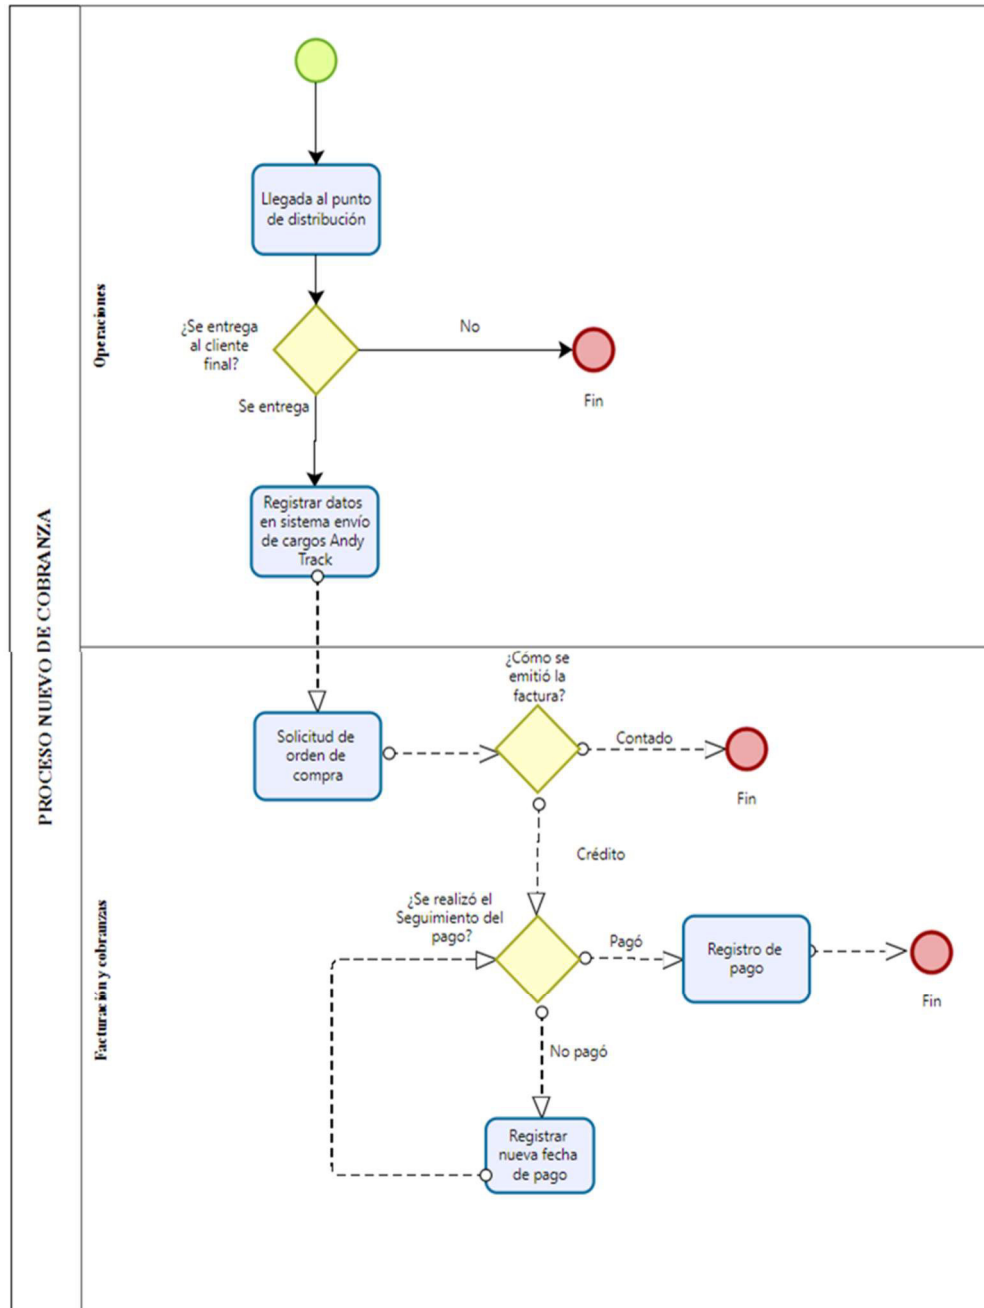 PROCESO NUEVO DE COBRANZA
Operaciones
Llegada al punto
de distribución
¿Se entrega
al cliente
final?
No
Fin
Se entrega
Registrar datos
en sistema envío
de cargos Andy
Track
Facturación y cobranzas
Solicitud de
orden de
compra
¿Cómo se
emitió la
factura?
Contado
Fin
Crédito
¿Se realizó el
Seguimiento del
pago?
Pagó
Registro de
pago
Fin
No pagó
Registrar
nueva fecha
de pago